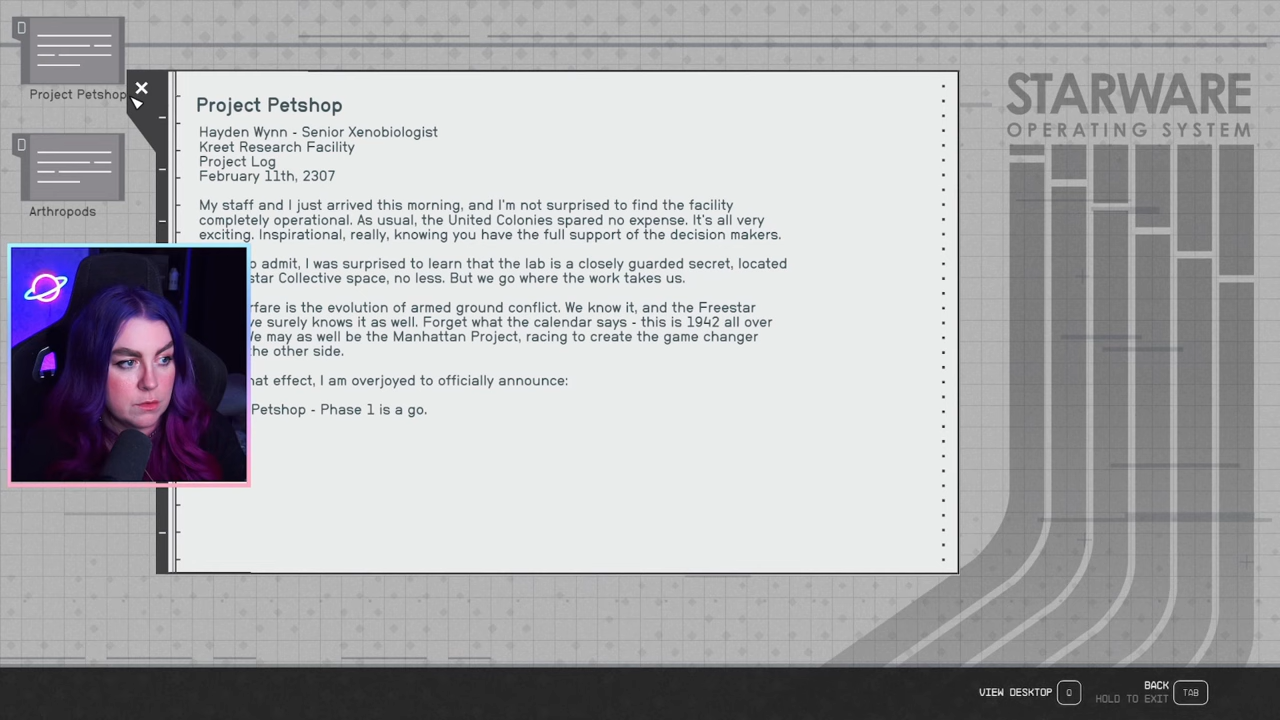 Project Petshop
Arthropods
Project Petshop
Hayden Wynn - Senior Xenobiologist
Kreet Research Facility
Project Log
February 11th, 2307
My staff and I just arrived this morning, and I'm not surprised to find the facility
completely operational. As usual, the United Colonies spared no expense. It's all very
exciting. Inspirational, really, knowing you have the full support of the decision makers.
admit, I was surprised to learn that the lab is a closely guarded secret, located
Collective space, no less. But we go where the work takes us.
is the evolution of armed ground conflict. We know it, and the Freestar
surely knows it as well. Forget what the calendar says - this is 1942 all over
may as well be the Manhattan Project, racing to create the game changer
the other side.
effect, I am overjoyed to officially announce:
Petshop - Phase 1 is a go.
STARWARE
OPERATING SYSTEM
VIEW DESKTOP Q
BACK
HOLD TO EXIT TAB